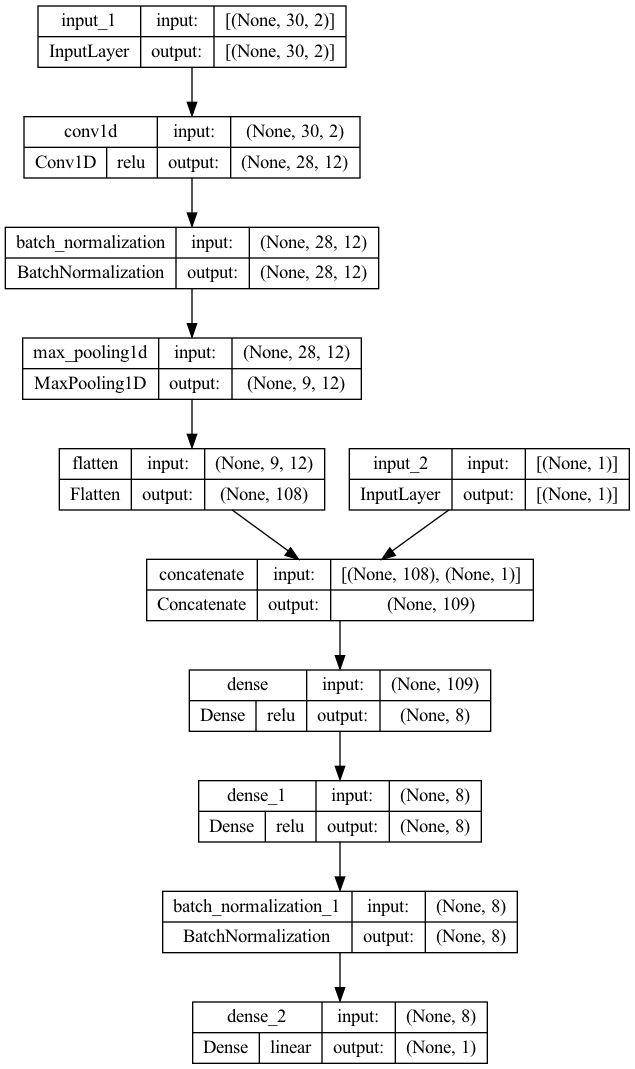 input_1 input: [(None, 30, 2)]
InputLayer output: [(None, 30, 2)]
conv1d input: (None, 30, 2)
Conv1D relu output: (None, 28, 12)
batch_normalization input: (None, 28, 12)
BatchNormalization output: (None, 28, 12)
max_pooling1d input: (None, 28, 12)
MaxPooling1D output: (None, 9, 12)
flatten input: (None, 9, 12)
Flatten output: (None, 108)
input_2 input: [(None, 1)]
InputLayer output: [(None, 1)]
concatenate input: [(None, 108), (None, 1)]
Concatenate output: (None, 109)
dense input: (None, 109)
Dense relu output: (None, 8)
dense_1 input: (None, 8)
Dense relu output: (None, 8)
batch_normalization_1 input: (None, 8)
BatchNormalization output: (None, 8)
dense_2 input: (None, 8)
Dense linear output: (None, 1)